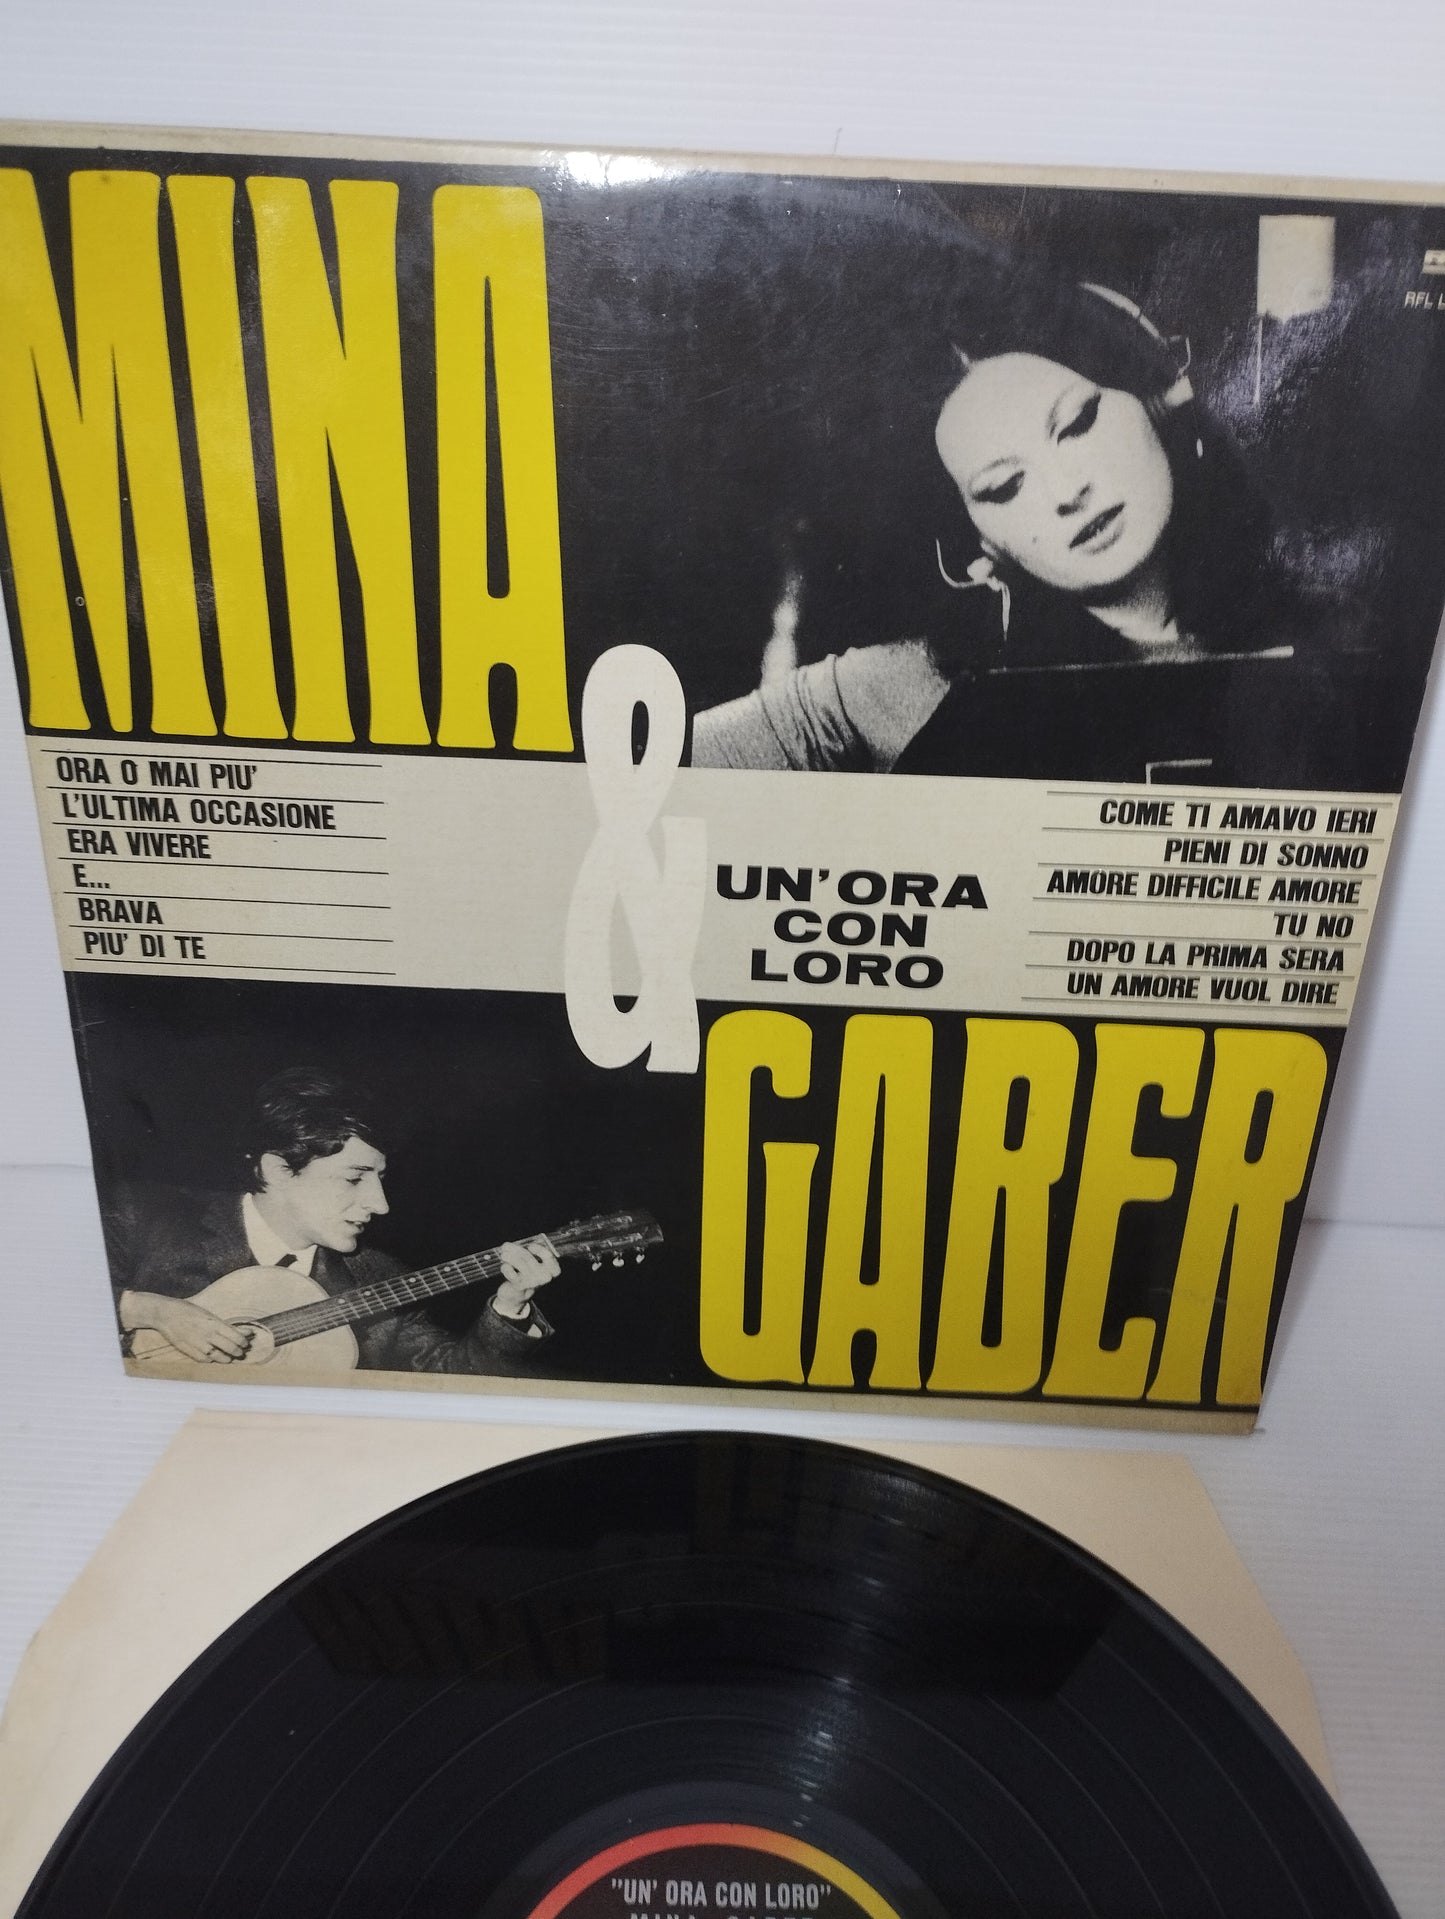 MINA
RFL
&
ORA O MAI PIU'
L'ULTIMA OCCASIONE
ERA VIVERE
E...
BRAVA
PIU' DI TE
UN'ORA
CON
LORO
COME TI AMAVO IERI
PIENI DI SONNO
AMORE DIFFICILE AMORE
TU NO
DOPO LA PRIMA SERA
UN AMORE VUOL DIRE
GABER
"UN' ORA CON LORO"